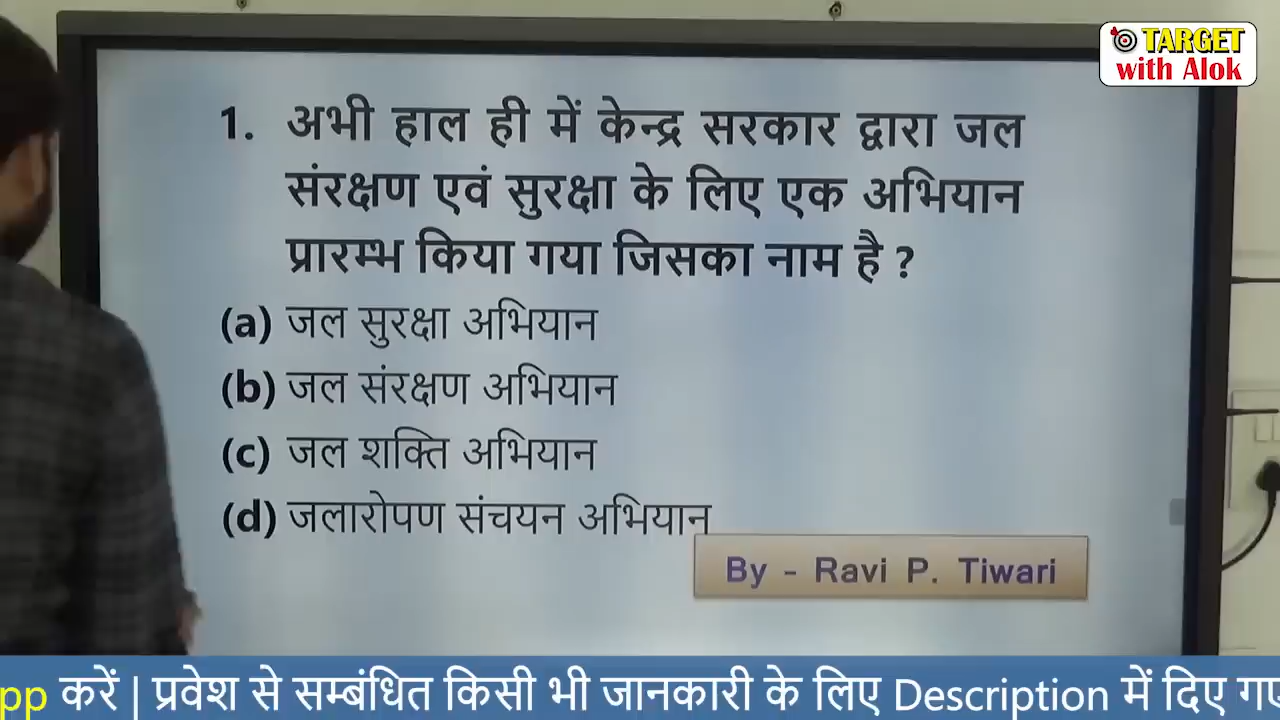 TARGET
with Alok
1. अभी हाल ही में केन्द्र सरकार द्वारा जल
संरक्षण एवं सुरक्षा के लिए एक अभियान
प्रारम्भ किया गया जिसका नाम है ?
(a) जल सुरक्षा अभियान
(b) जल संरक्षण अभियान
(c) जल शक्ति अभियान
(d) जलारोपण संचयन अभियान
By - Ravi P. Tiwari
pp करें | प्रवेश से सम्बंधित किसी भी जानकारी के लिए Description में दिए गए